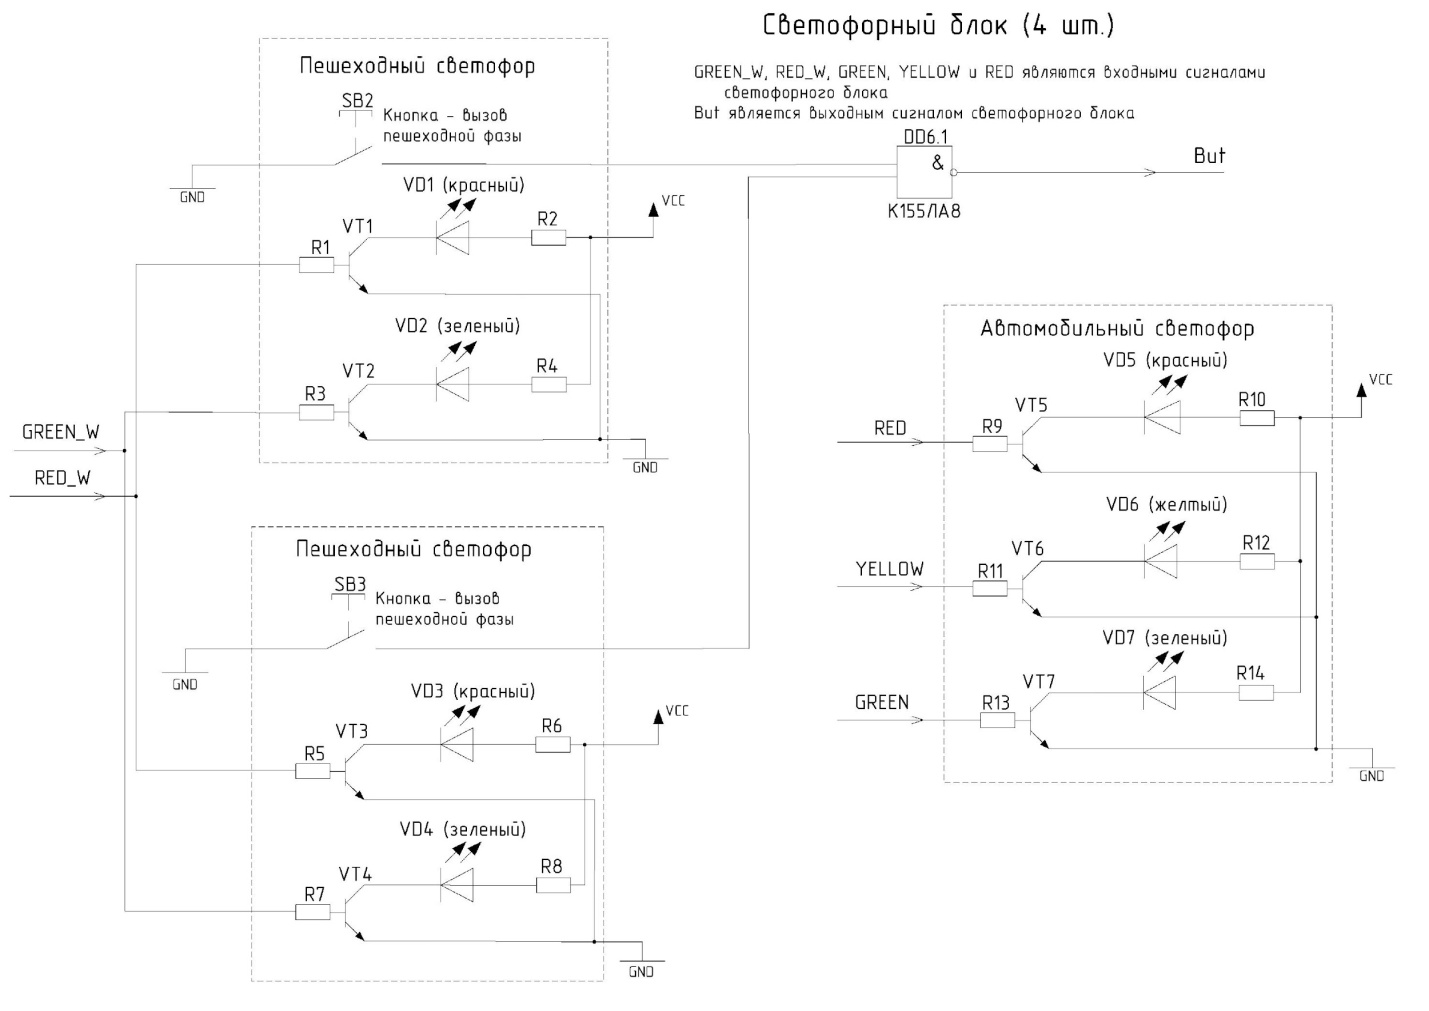 Светофорный блок (4 шт.)
GREEN_W, RED_W, GREEN, YELLOW и RED являются входными сигналами
светофорного блока
But является выходным сигналом светофорного блока
Пешеходный светофор
SB2
Кнопка - вызов
пешеходной фазы
GND
DD6.1
&
But
К155ЛА8
VD1 (красный)
VCC
VT1
R2
R1
VD2 (зеленый)
VT2
R4
R3
GND
GREEN_W
RED_W
Пешеходный светофор
SB3
Кнопка - вызов
пешеходной фазы
GND
VD3 (красный)
VCC
VT3
R6
R5
VD4 (зеленый)
VT4
R8
R7
GND
Автомобильный светофор
VD5 (красный)
VCC
VT5
R10
RED
R9
VD6 (желтый)
VT6
R12
YELLOW
R11
VD7 (зеленый)
VT7
R14
GREEN
R13
GND